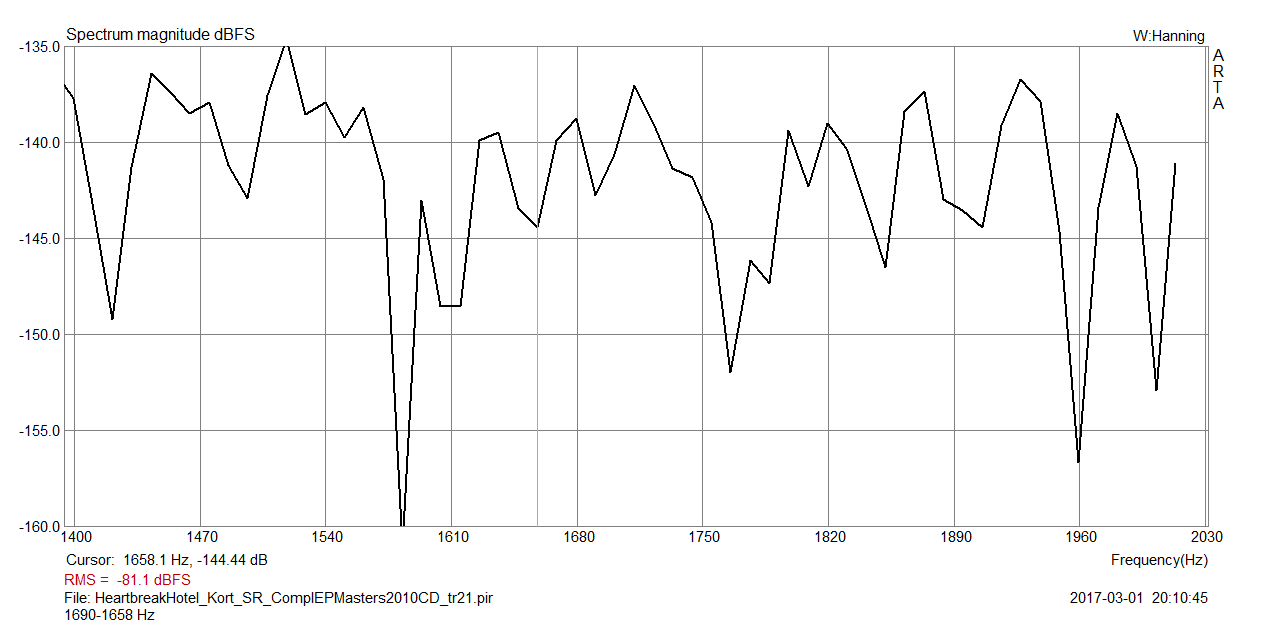 Spectrum magnitude dBFS
W:Hanning
A
R
T
A
-135.0
-140.0
-145.0
-150.0
-155.0
-160.0
1400 1470 1540 1610 1680 1750 1820 1890 1960 2030
Cursor: 1658.1 Hz, -144.44 dB
Frequency(Hz)
RMS = -81.1 dBFS
File: HeartbreakHotel_Kort_SR_ComplEPMasters2010CD_tr21.pir
2017-03-01 20:10:45
1690-1658 Hz